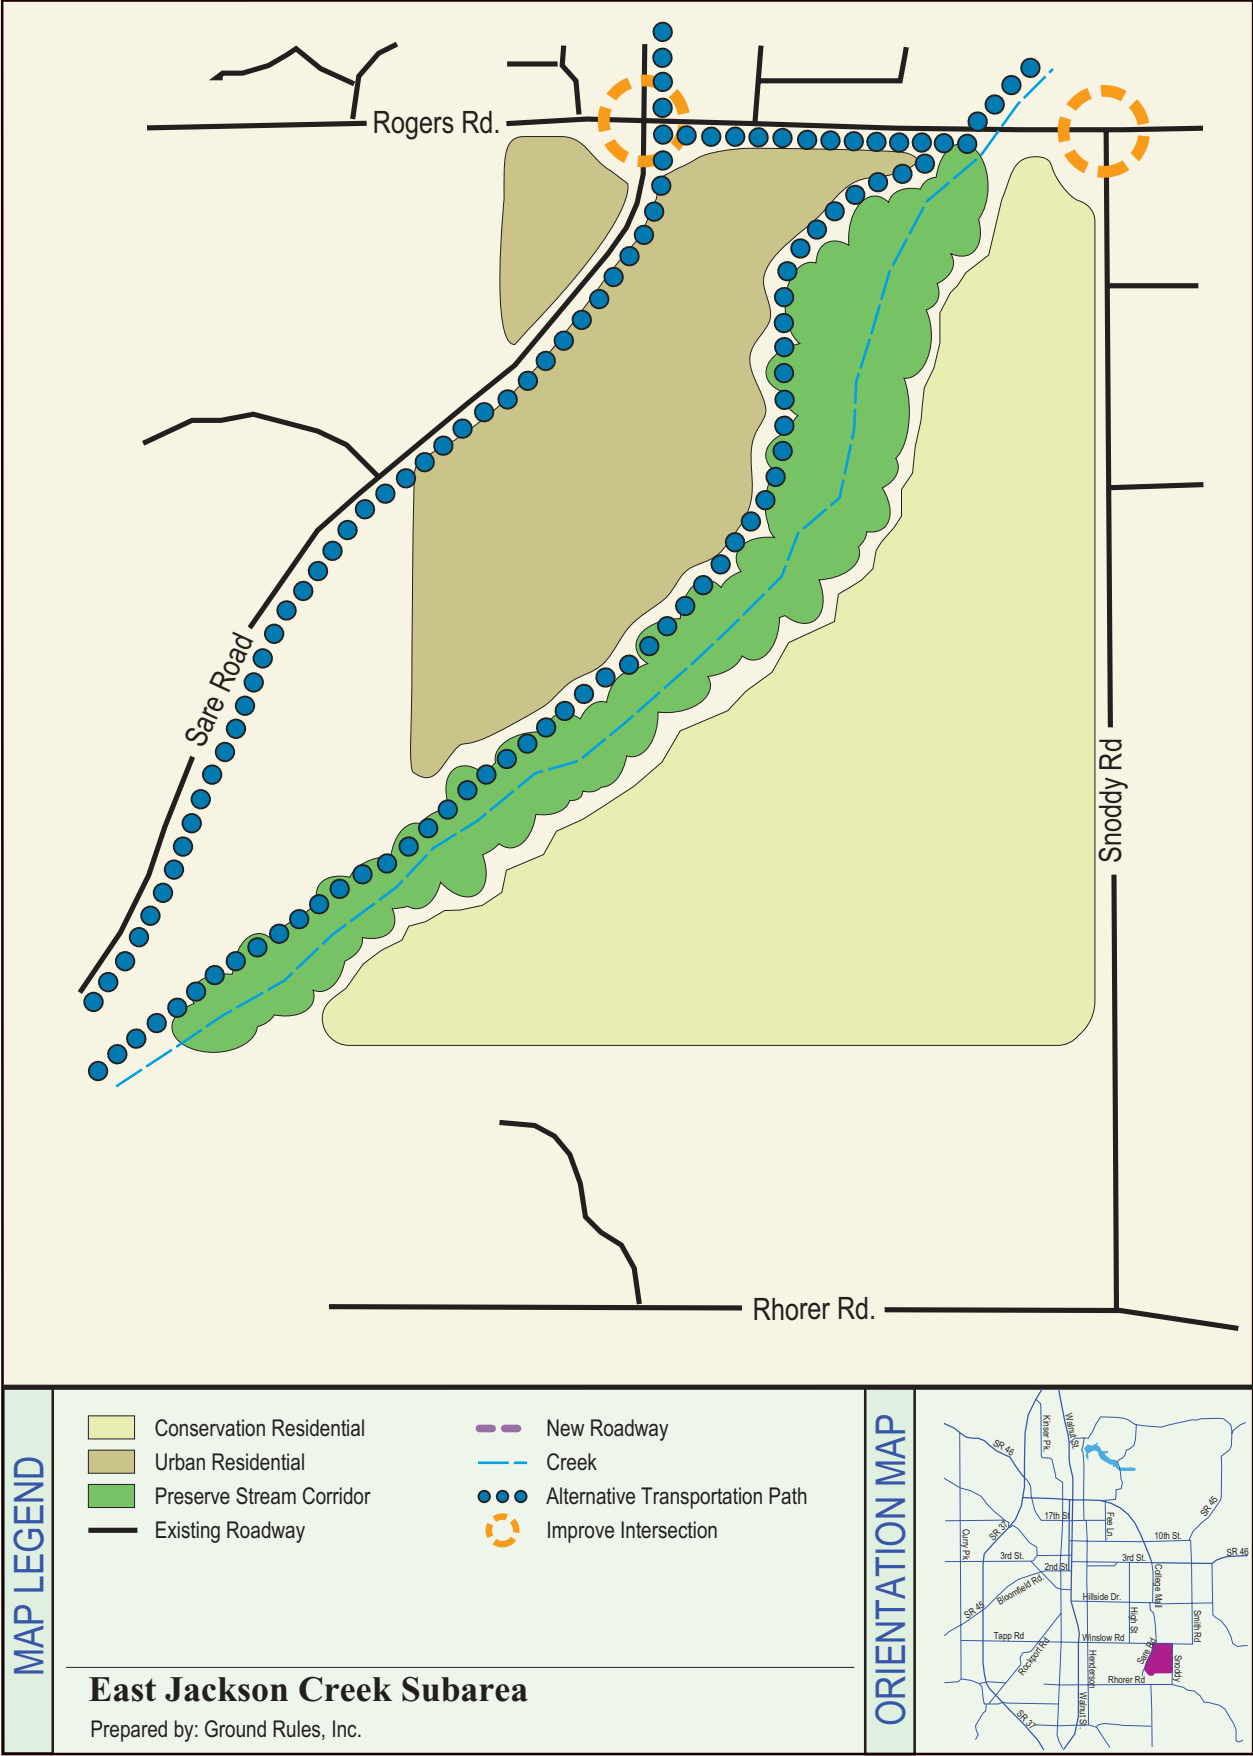 Rogers Rd.
Sare Road
Snoddy Rd
Rhorer Rd.
MAP LEGEND
Conservation Residential
Urban Residential
Preserve Stream Corridor
Existing Roadway
New Roadway
Creek
Alternative Transportation Path
Improve Intersection
East Jackson Creek Subarea
Prepared by: Ground Rules, Inc.
ORIENTATION MAP
Kinser Pk.
Walnut St.
SR 46
SR 45
17th St
Fee Ln.
SR 37
Curry Pk.
10th St.
3rd St.
3rd St.
SR 46
2nd St.
College Mall
Bloomfield Rd.
Hillside Dr.
SR 45
High St
Smith Rd
Tapp Rd
Winslow Rd
Rockport Rd
Sare Rd
Henderson
Snoddy
Rhorer Rd
Walnut St.
SR 37